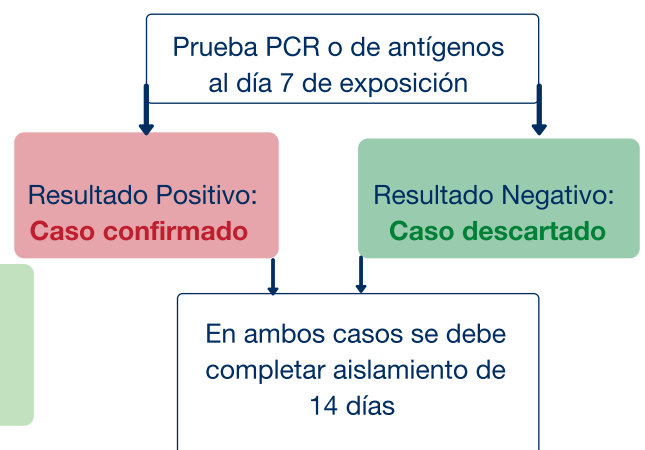 Prueba PCR o de antígenos
al día 7 de exposición
Resultado Positivo:
Caso confirmado
Resultado Negativo:
Caso descartado
En ambos casos se debe
completar aislamiento de
14 días